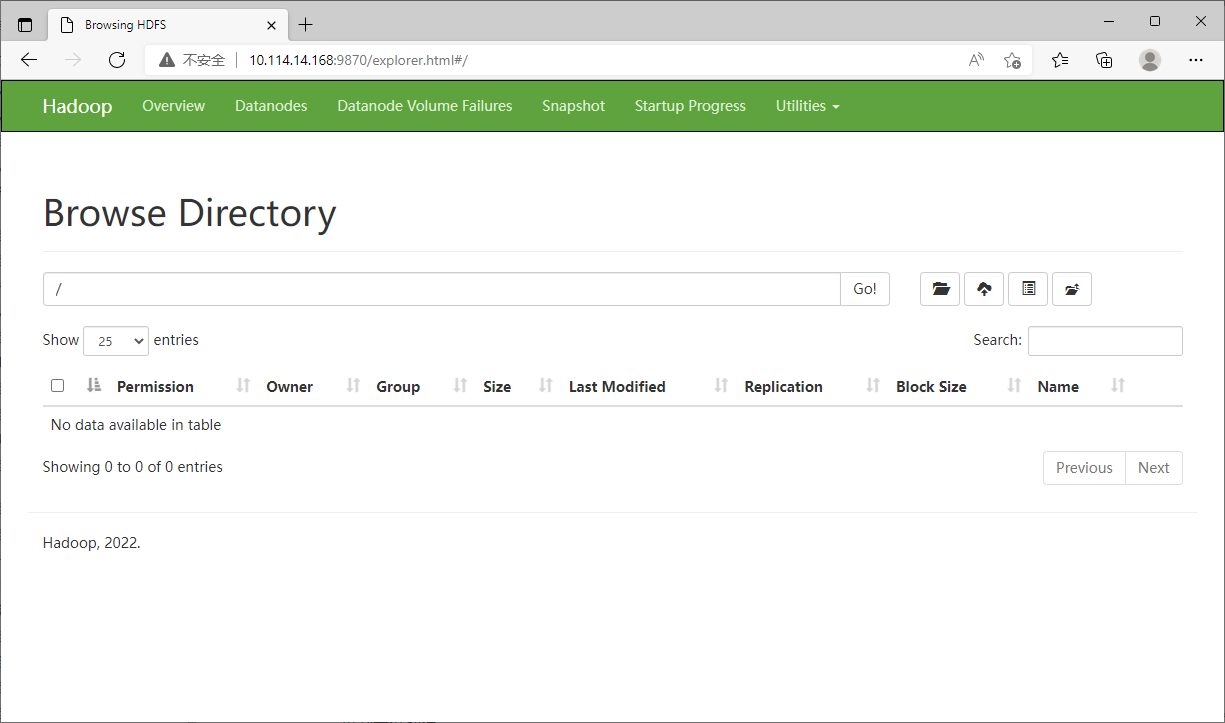 Browsing HDFS
不安全 10.114.14.168:9870/explorer.html#/
Hadoop Overview Datanodes Datanode Volume Failures Snapshot Startup Progress Utilities
Browse Directory
/ Go!
Show 25 entries Search:
Permission Owner Group Size Last Modified Replication Block Size Name
No data available in table
Showing 0 to 0 of 0 entries Previous Next
Hadoop, 2022.